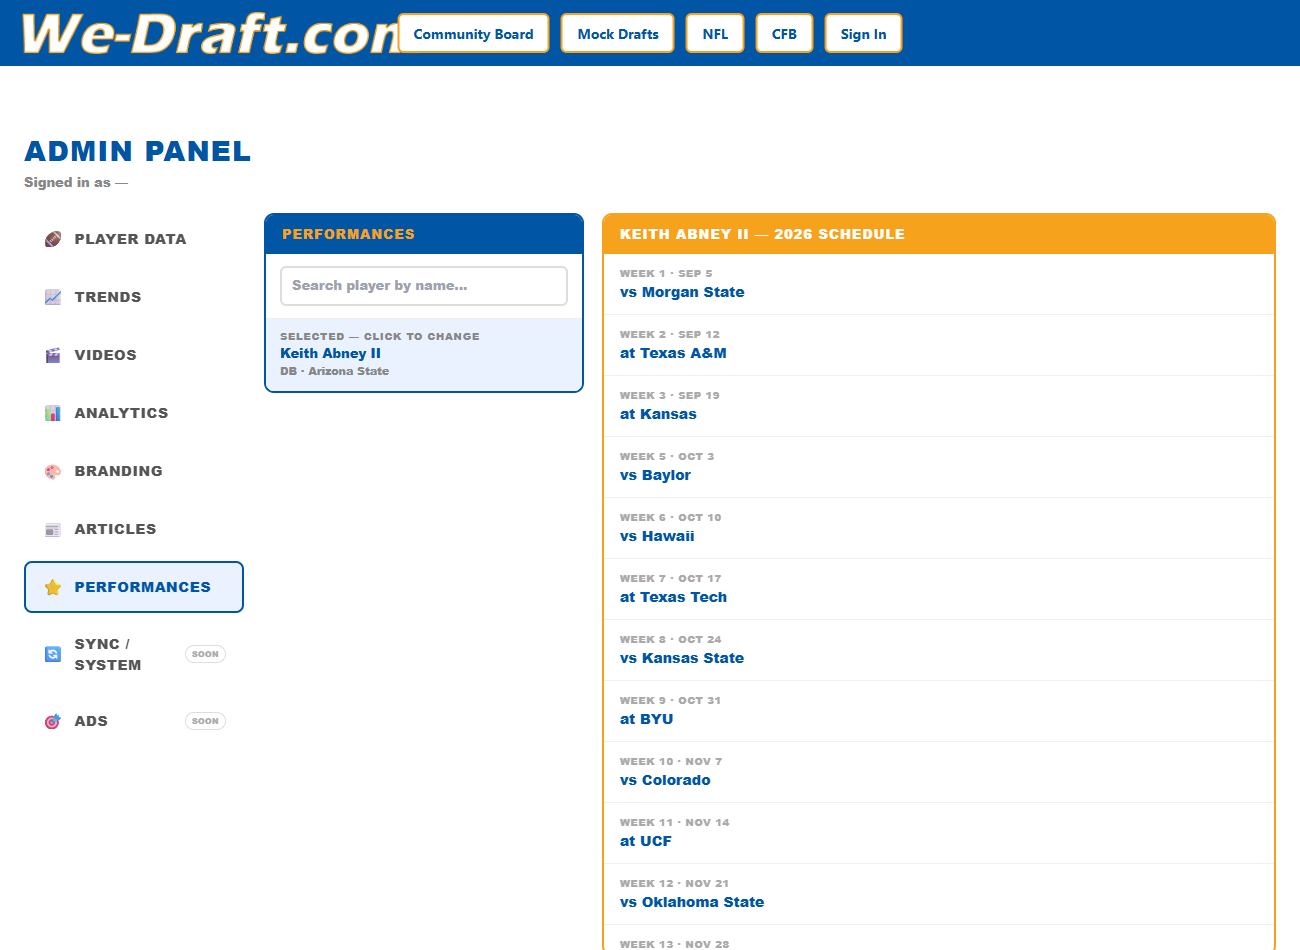 We-Draft.com
Community Board
Mock Drafts
NFL
CFB
Sign In
ADMIN PANEL
Signed in as —
PLAYER DATA
TRENDS
VIDEOS
ANALYTICS
BRANDING
ARTICLES
PERFORMANCES
SYNC /
SYSTEM
SOON
ADS
SOON
PERFORMANCES
Search player by name...
SELECTED — CLICK TO CHANGE
Keith Abney II
DB · Arizona State
KEITH ABNEY II — 2026 SCHEDULE
WEEK 1 · SEP 5
vs Morgan State
WEEK 2 · SEP 12
at Texas A&M
WEEK 3 · SEP 19
at Kansas
WEEK 5 · OCT 3
vs Baylor
WEEK 6 · OCT 10
vs Hawaii
WEEK 7 · OCT 17
at Texas Tech
WEEK 8 · OCT 24
vs Kansas State
WEEK 9 · OCT 31
at BYU
WEEK 10 · NOV 7
vs Colorado
WEEK 11 · NOV 14
at UCF
WEEK 12 · NOV 21
vs Oklahoma State
WEEK 13 · NOV 28